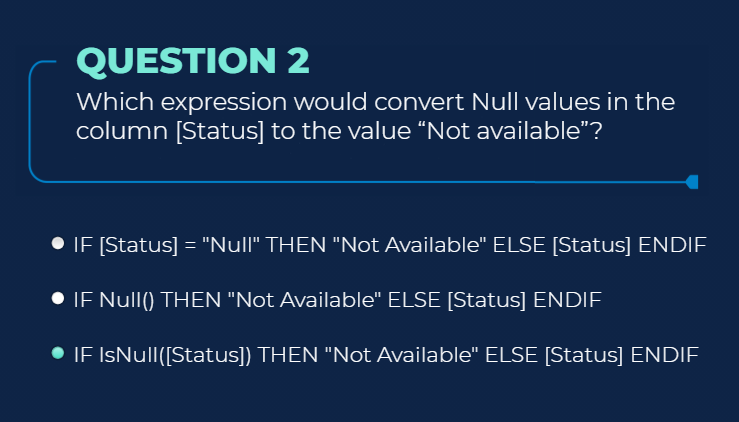 QUESTION 2
Which expression would convert Null values in the
column [Status] to the value “Not available”?
IF [Status] = "Null" THEN "Not Available" ELSE [Status] ENDIF
IF Null() THEN "Not Available" ELSE [Status] ENDIF
IF IsNull([Status]) THEN "Not Available" ELSE [Status] ENDIF